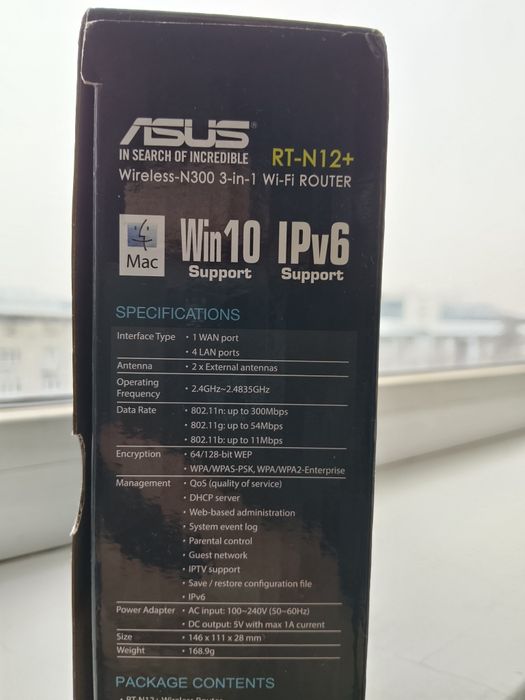 ASUS®
IN SEARCH OF INCREDIBLE RT-N12+
Wireless-N300 3-in-1 Wi-Fi ROUTER
Mac
Win10 Support
IPv6 Support
SPECIFICATIONS
Interface Type • 1 WAN port
• 4 LAN ports
Antenna • 2 x External antennas
Operating Frequency • 2.4GHz~2.4835GHz
Data Rate • 802.11n: up to 300Mbps
• 802.11g: up to 54Mbps
• 802.11b: up to 11Mbps
Encryption • 64/128-bit WEP
• WPA/WPAS-PSK, WPA/WPA2-Enterprise
Management • QoS (quality of service)
• DHCP server
• Web-based administration
• System event log
• Parental control
• Guest network
• IPTV support
• Save / restore configuration file
• IPv6
Power Adapter • AC input: 100~240V (50~60Hz)
• DC output: 5V with max 1A current
Size • 146 x 111 x 28 mm
Weight • 168.9g
PACKAGE CONTENTS
• RT-N12+ Wireless Router